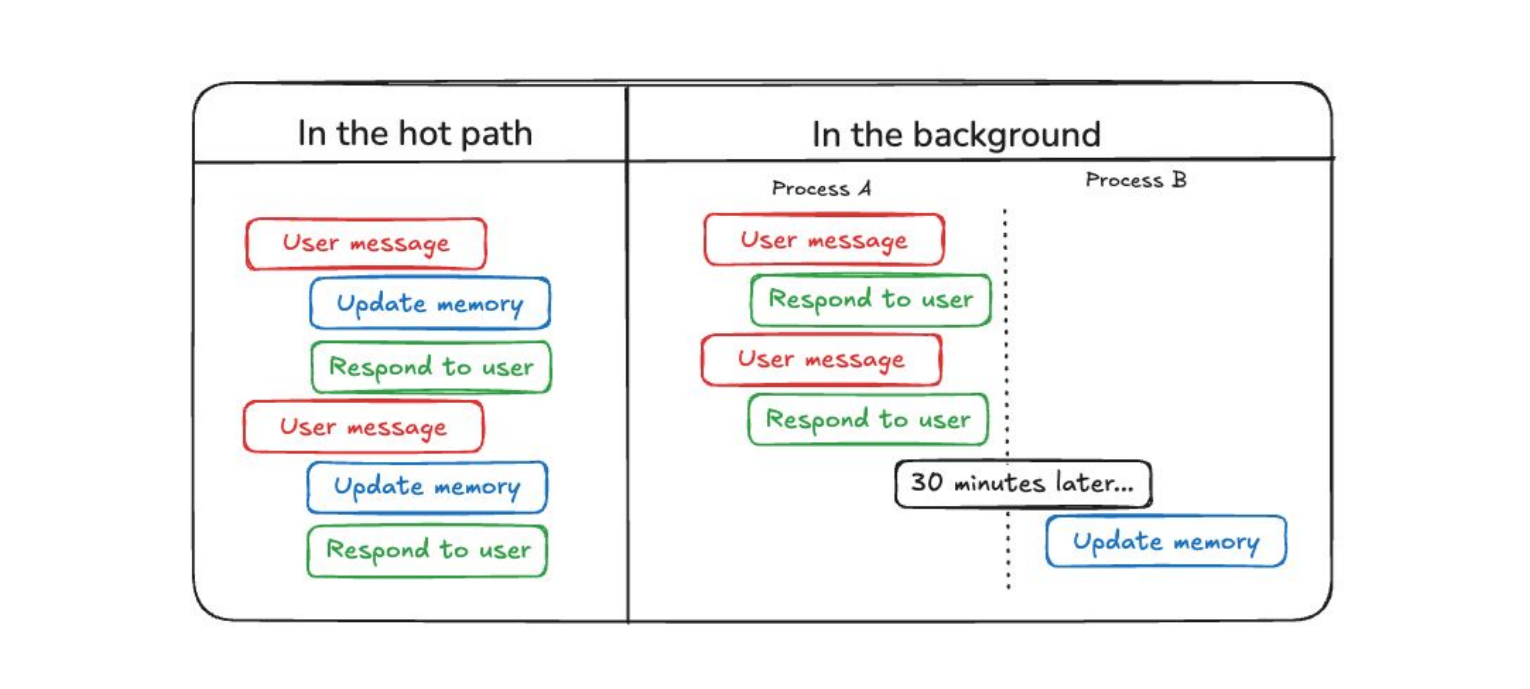 In the hot path
User message
Update memory
Respond to user
User message
Update memory
Respond to user
In the background
Process A
User message
Respond to user
User message
Respond to user
Process B
30 minutes later...
Update memory